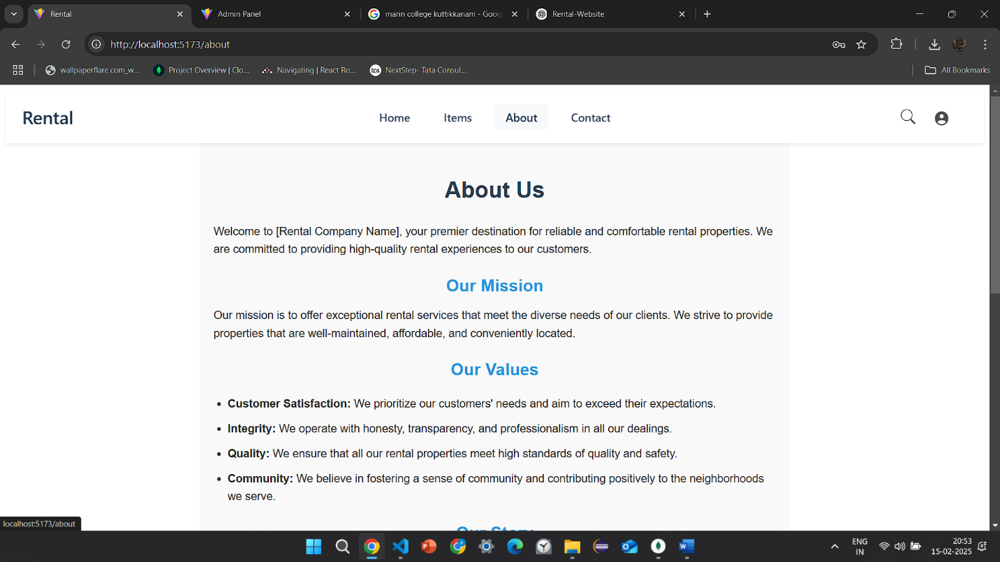 Rental
Admin Panel
marin college kuttikkanam - Goog
Rental-Website
http://localhost:5173/about
wallpaperflare.com_w...
Project Overview | Clo...
Navigating | React Ro...
tcs
NextStep- Tata Consul...
All Bookmarks
Rental
Home
Items
About
Contact
About Us
Welcome to [Rental Company Name], your premier destination for reliable and comfortable rental properties. We
are committed to providing high-quality rental experiences to our customers.
Our Mission
Our mission is to offer exceptional rental services that meet the diverse needs of our clients. We strive to provide
properties that are well-maintained, affordable, and conveniently located.
Our Values
• Customer Satisfaction: We prioritize our customers' needs and aim to exceed their expectations.
• Integrity: We operate with honesty, transparency, and professionalism in all our dealings.
• Quality: We ensure that all our rental properties meet high standards of quality and safety.
• Community: We believe in fostering a sense of community and contributing positively to the neighborhoods
we serve.
Our Story
localhost:5173/about
ENG
IN
20:53
15-02-2025